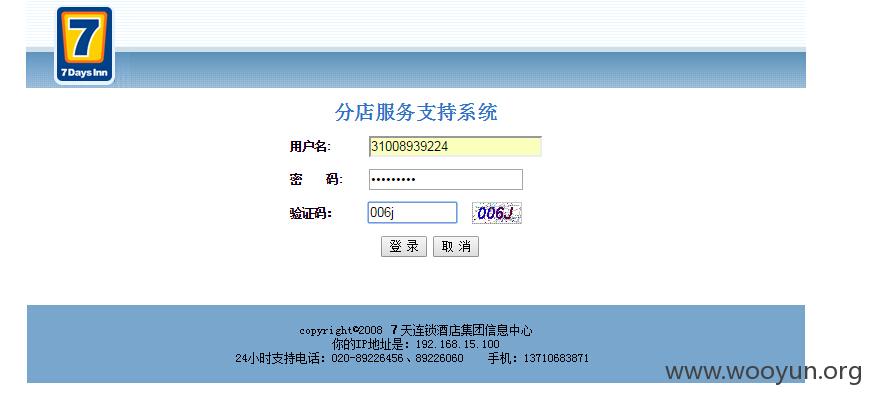 7
7 Days Inn
分店服务支持系统
用户名: 31008939224
密 码: •••••••••
验证码: 006j 006J
登 录 取 消
copyright©2008 7天连锁酒店集团信息中心
你的IP地址是: 192.168.15.100
24小时支持电话: 020-89226456、89226060 手机: 13710683871
www.wooyun.org